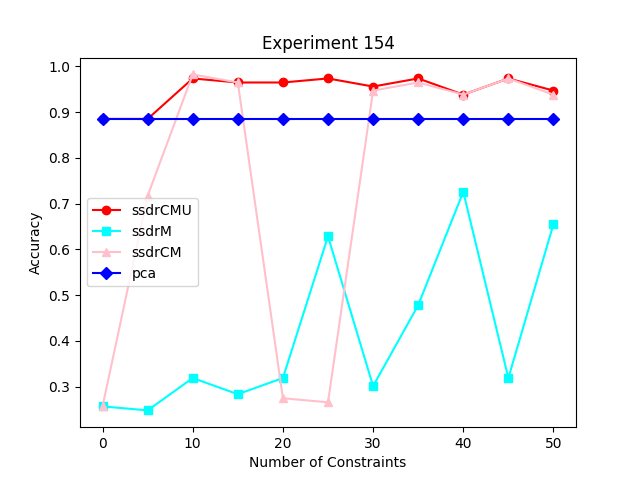 Experiment 154
Accuracy
1.0
0.9
0.8
0.7
0.6
0.5
0.4
0.3
ssdrCMU
ssdrM
ssdrCM
pca
0 10 20 30 40 50
Number of Constraints